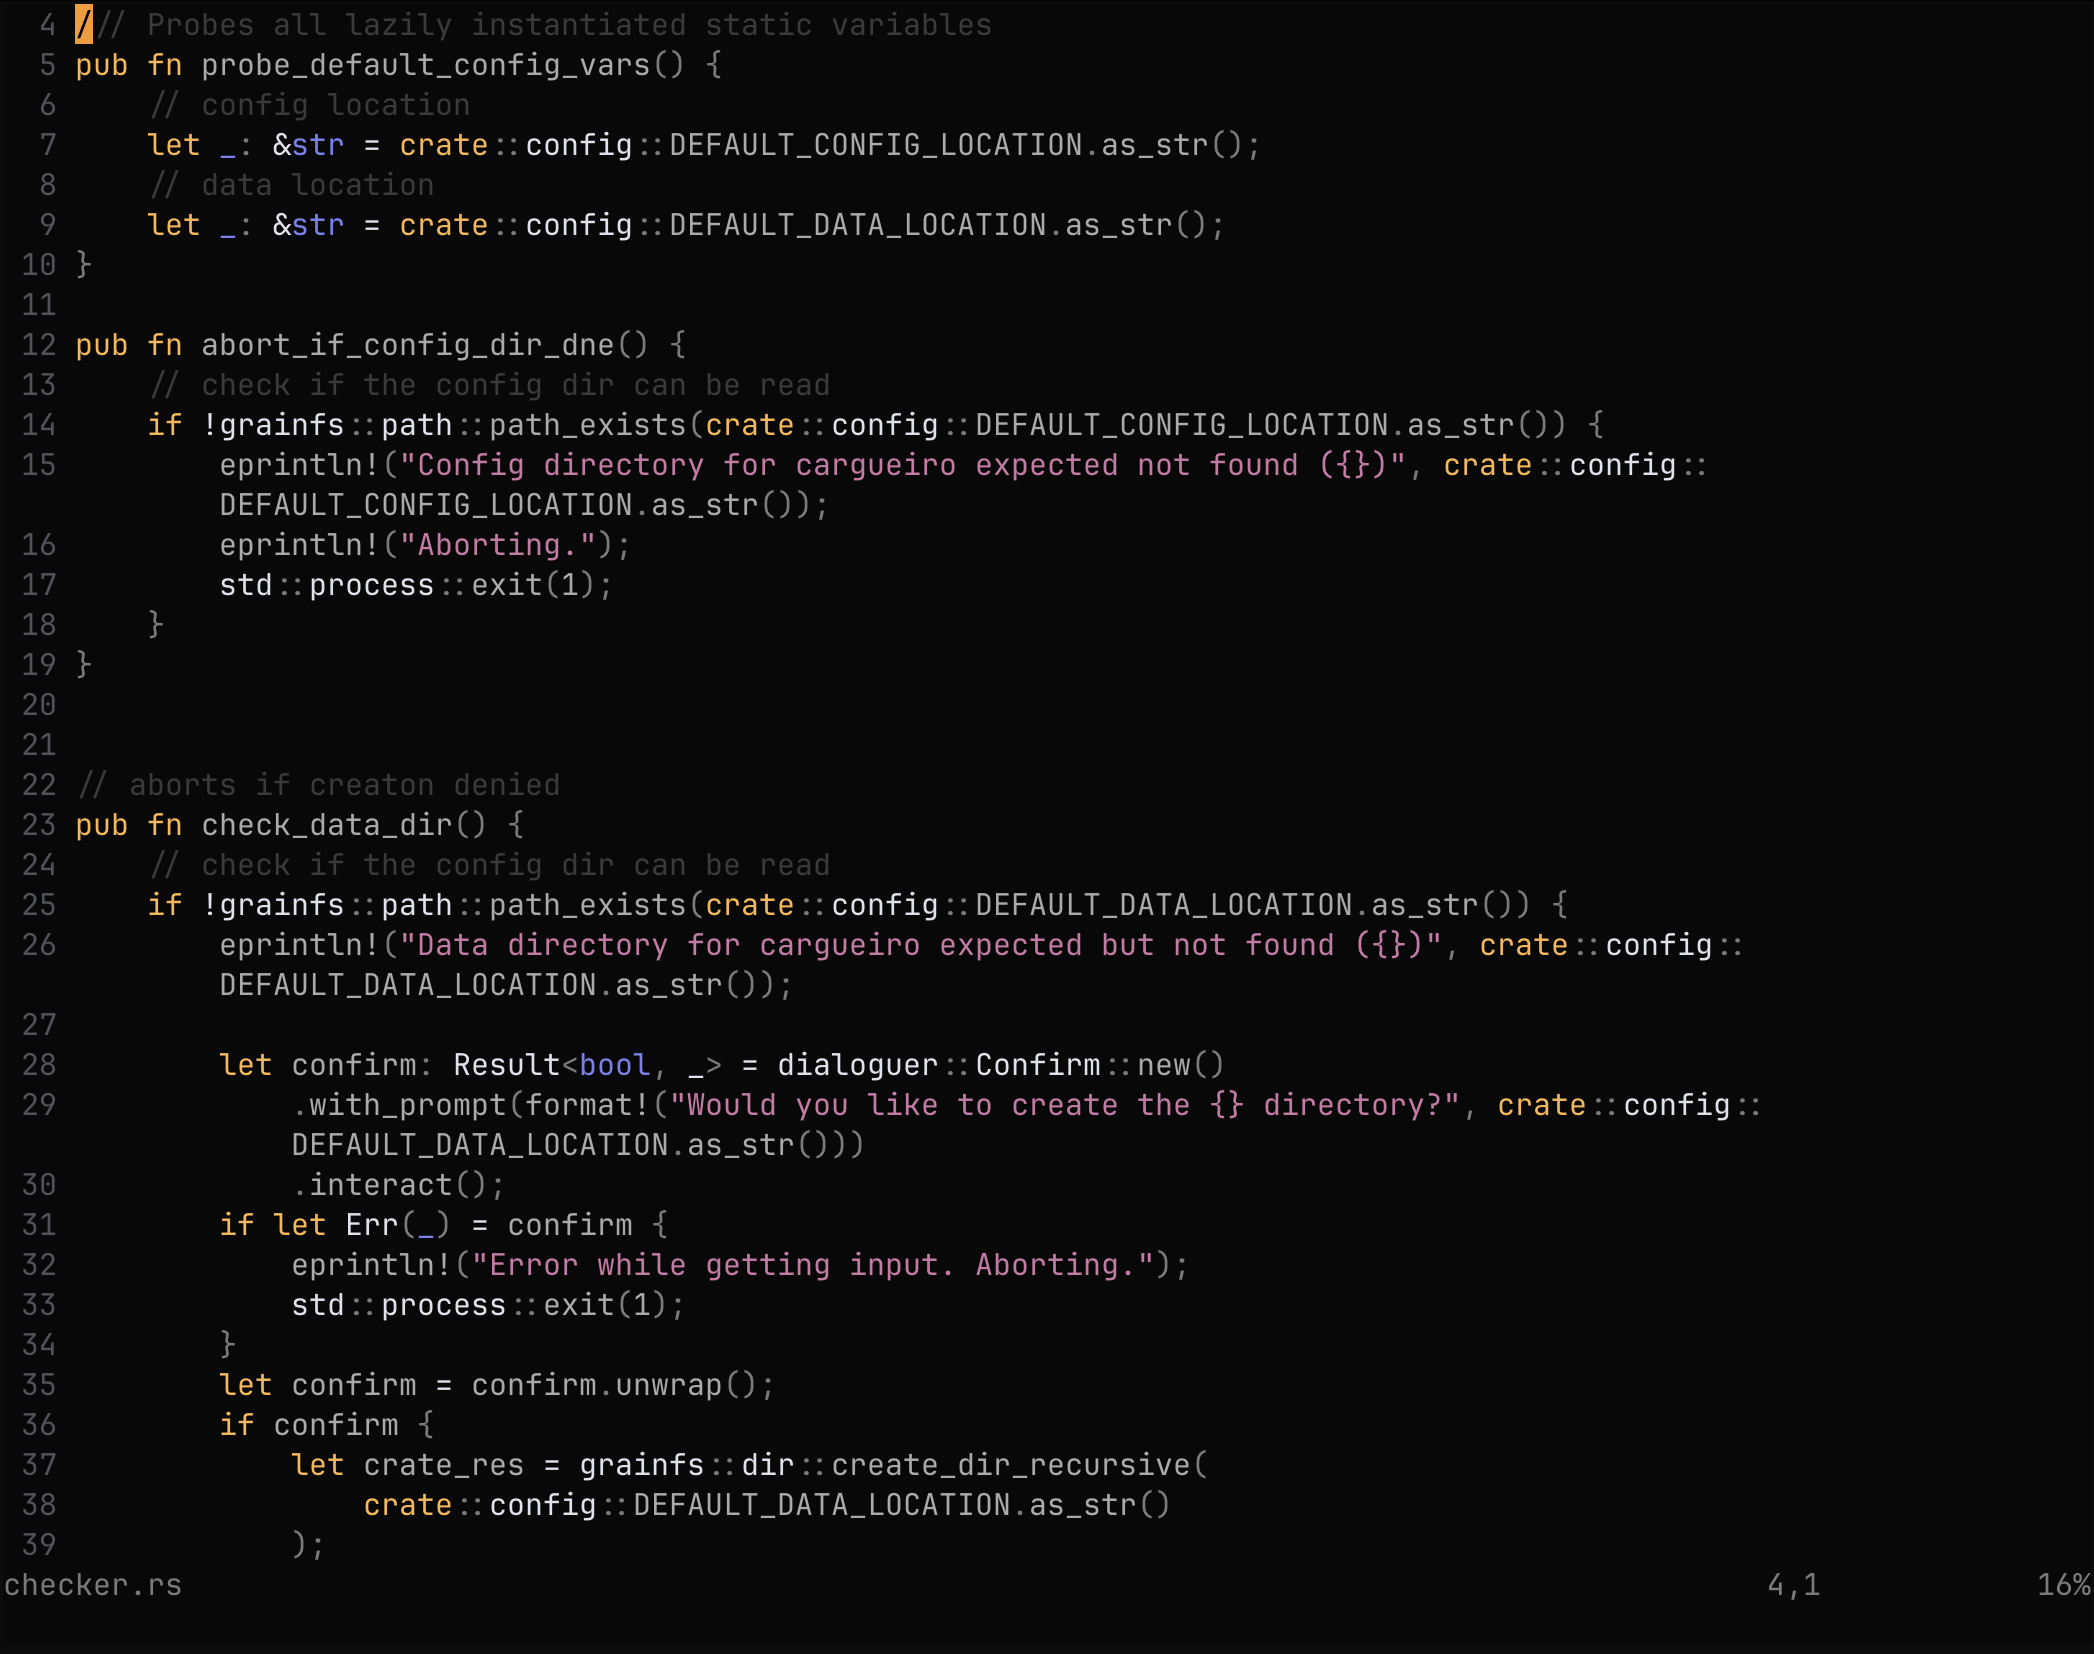 4 /// Probes all lazily instantiated static variables
5 pub fn probe_default_config_vars() {
6     // config location
7     let _: &str = crate::config::DEFAULT_CONFIG_LOCATION.as_str();
8     // data location
9     let _: &str = crate::config::DEFAULT_DATA_LOCATION.as_str();
10 }
11
12 pub fn abort_if_config_dir_dne() {
13     // check if the config dir can be read
14     if !grainfs::path::path_exists(crate::config::DEFAULT_CONFIG_LOCATION.as_str()) {
15         eprintln!("Config directory for cargueiro expected not found ({})", crate::config::
        DEFAULT_CONFIG_LOCATION.as_str());
16         eprintln!("Aborting.");
17         std::process::exit(1);
18     }
19 }
20
21
22 // aborts if creaton denied
23 pub fn check_data_dir() {
24     // check if the config dir can be read
25     if !grainfs::path::path_exists(crate::config::DEFAULT_DATA_LOCATION.as_str()) {
26         eprintln!("Data directory for cargueiro expected but not found ({})", crate::config::
        DEFAULT_DATA_LOCATION.as_str());
27
28         let confirm: Result<bool, _> = dialoguer::Confirm::new()
29             .with_prompt(format!("Would you like to create the {} directory?", crate::config::
            DEFAULT_DATA_LOCATION.as_str()))
30             .interact();
31         if let Err(_) = confirm {
32             eprintln!("Error while getting input. Aborting.");
33             std::process::exit(1);
34         }
35         let confirm = confirm.unwrap();
36         if confirm {
37             let crate_res = grainfs::dir::create_dir_recursive(
38                 crate::config::DEFAULT_DATA_LOCATION.as_str()
39             );
checker.rs 4,1 16%